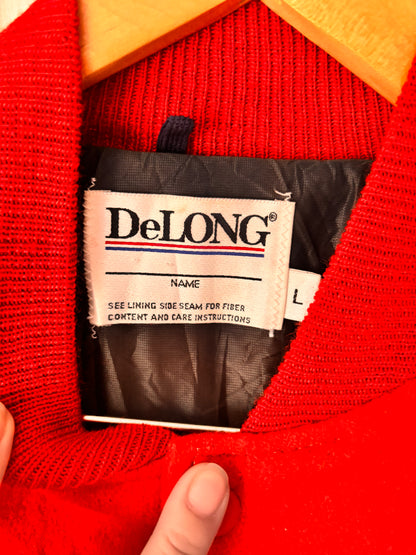 DeLONG®
NAME
SEE LINING SIDE SEAM FOR FIBER
CONTENT AND CARE INSTRUCTIONS
L